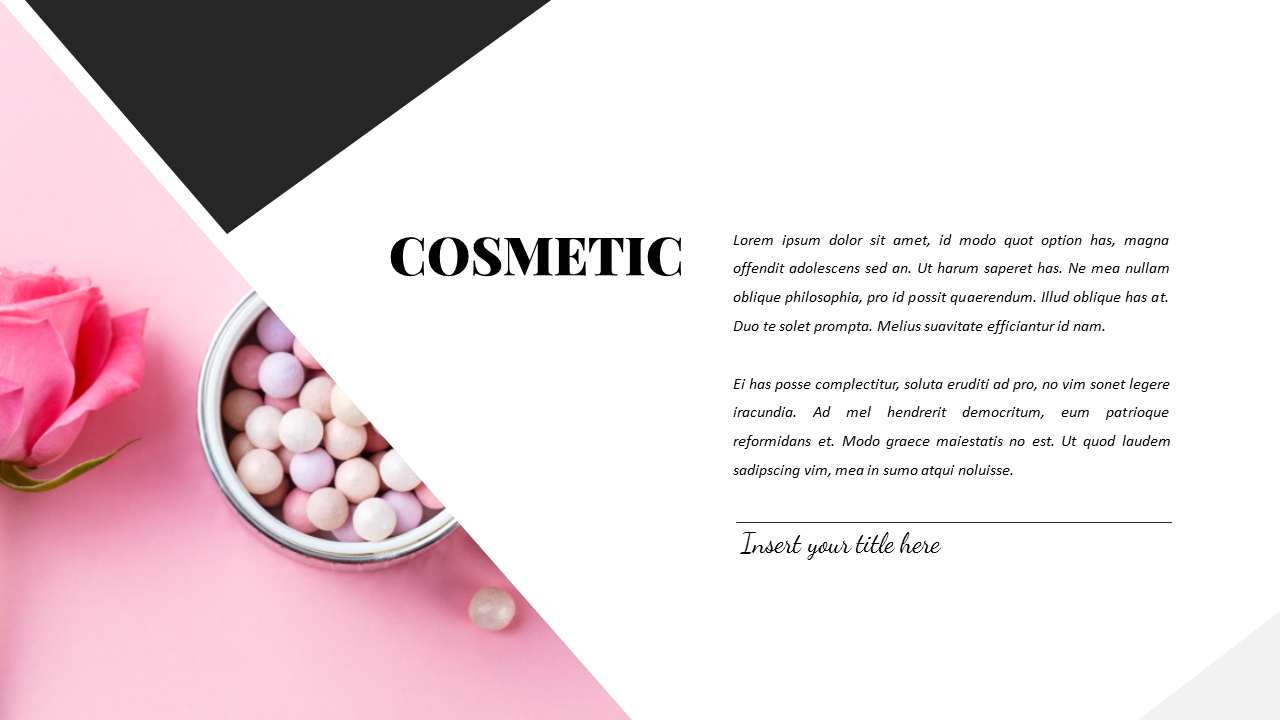 COSMETIC
Lorem ipsum dolor sit amet, id modo quot option has, magna
offendit adolescens sed an. Ut harum saperet has. Ne mea nullam
oblique philosophia, pro id possit quaerendum. Illud oblique has at.
Duo te solet prompta. Melius suavitate efficiantur id nam.
Ei has posse complectitur, soluta eruditi ad pro, no vim sonet legere
iracundia. Ad mel hendrerit democritum, eum patrioque
reformidans et. Modo graece maiestatis no est. Ut quod laudem
sadipscing vim, mea in sumo atqui noluisse.
Insert your title here